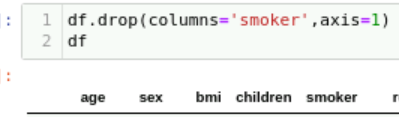 ]:
1 df.drop(columns='smoker',axis=1)
2 df
]:
age sex bmi children smoker